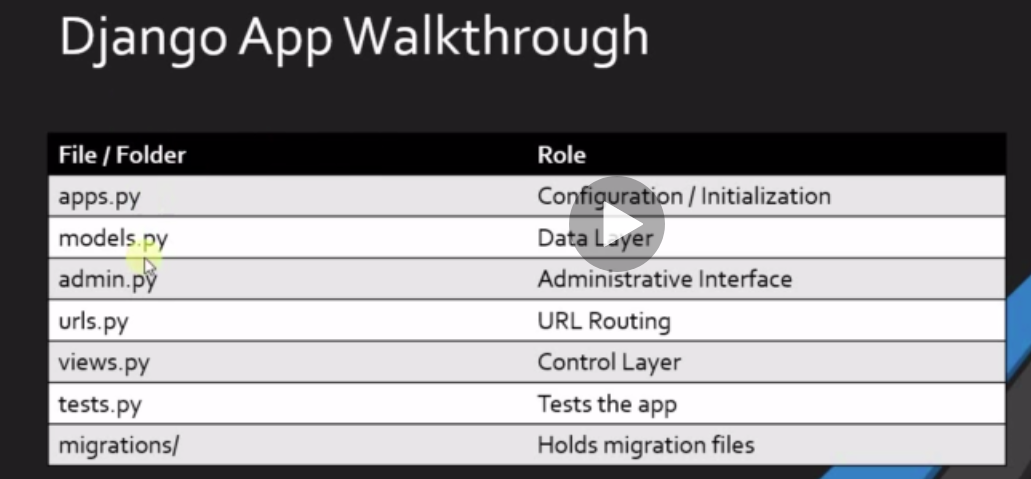 Django App Walkthrough
File / Folder Role
apps.py Configuration / Initialization
models.py Data Layer
admin.py Administrative Interface
urls.py URL Routing
views.py Control Layer
tests.py Tests the app
migrations/ Holds migration files